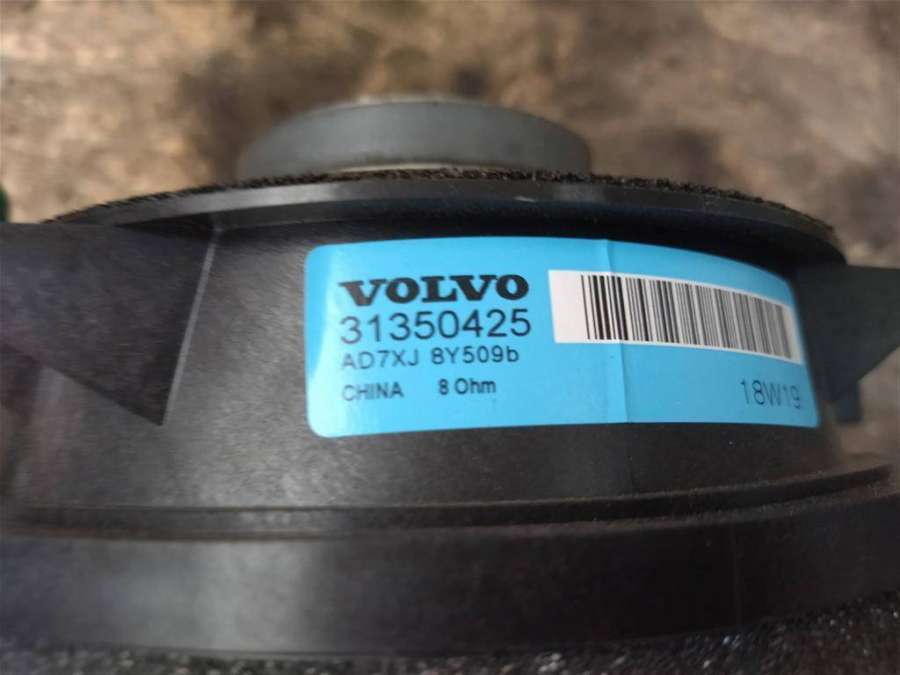 VOLVO
31350425
AD7XJ 8Y509b
CHINA 8 Ohm
18W19